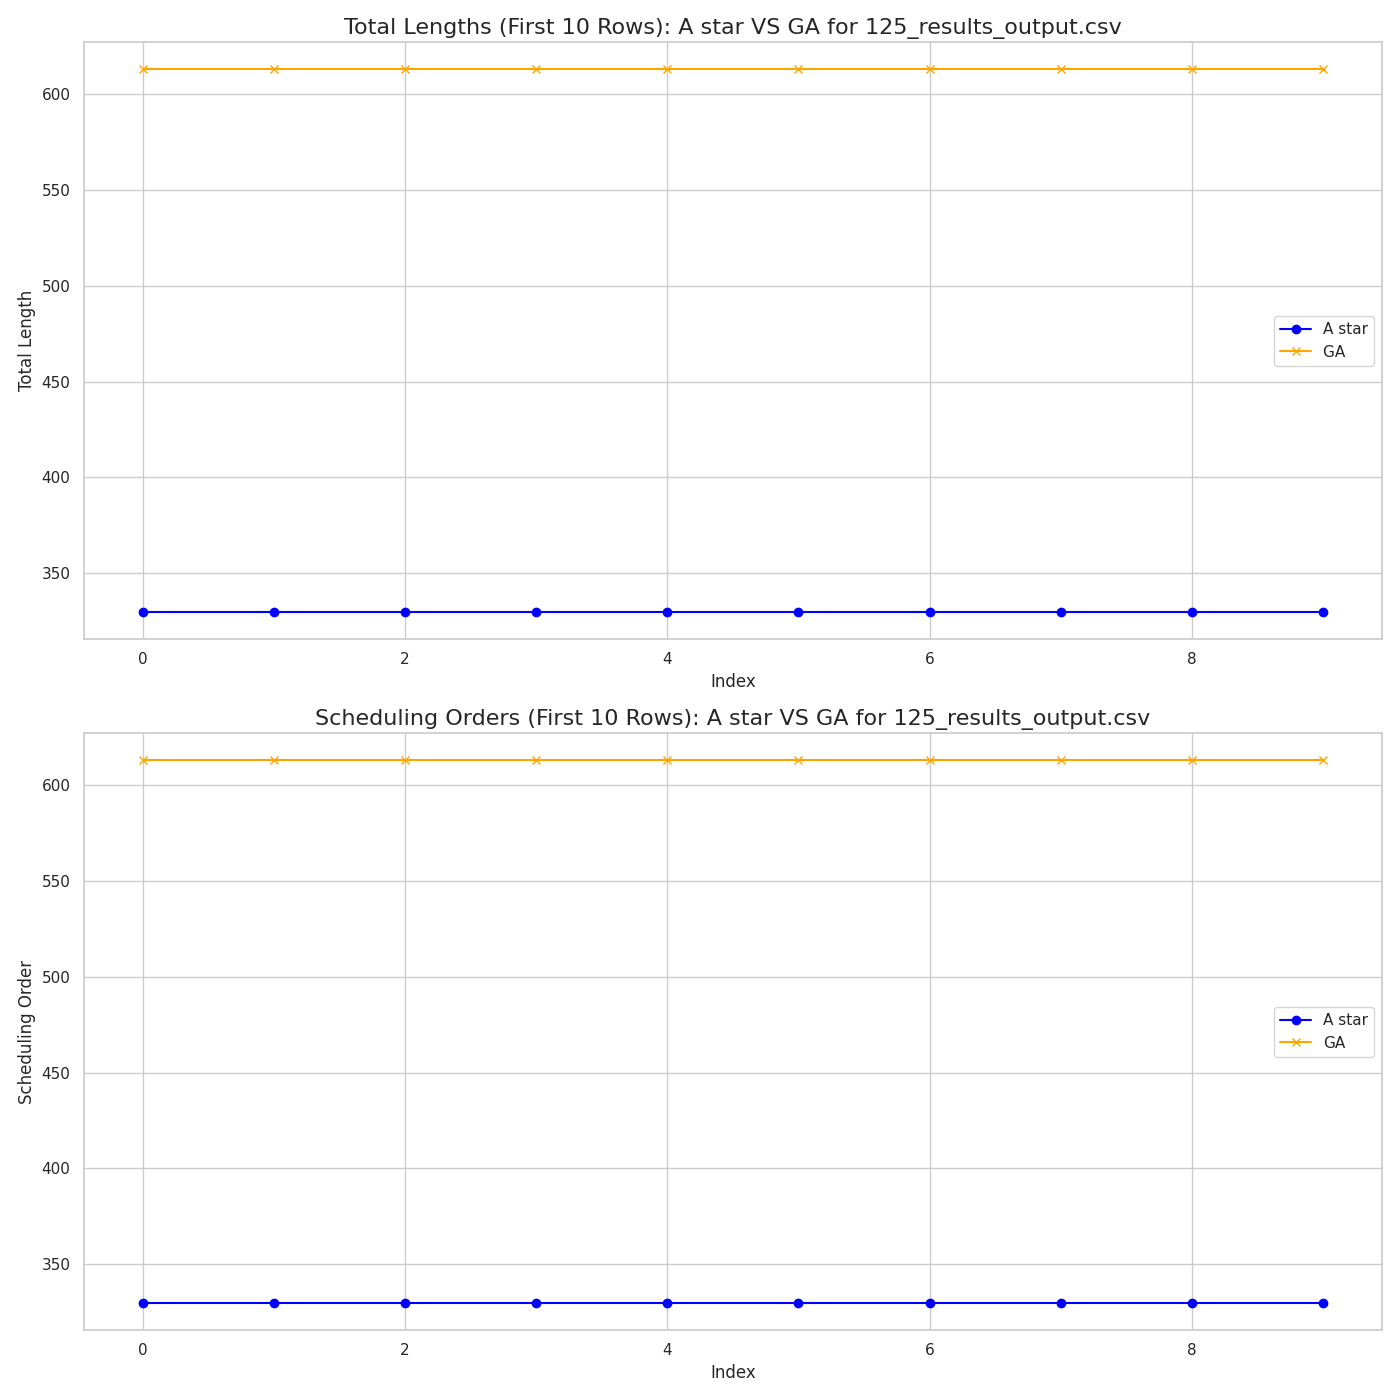 Total Lengths (First 10 Rows): A star VS GA for 125_results_output.csv
600
550
500
450
400
350
Total Length
A star
GA
0 2 4 6 8
Index
Scheduling Orders (First 10 Rows): A star VS GA for 125_results_output.csv
600
550
500
450
400
350
Scheduling Order
A star
GA
0 2 4 6 8
Index